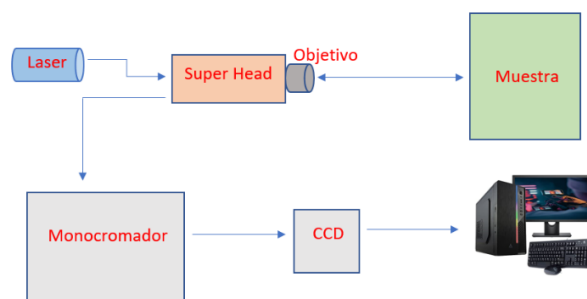 Laser
Super Head
Objetivo
Muestra
Monocromador
CCD